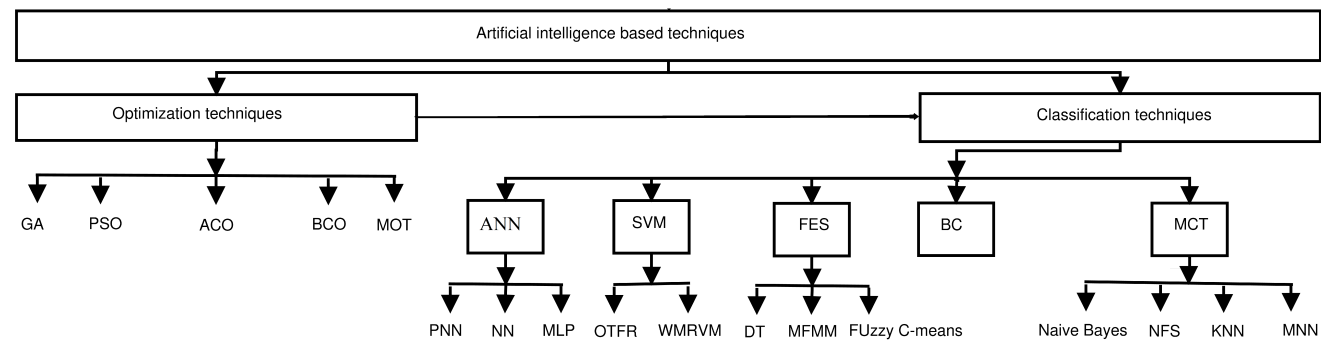 Artificial intelligence based techniques
Optimization techniques
Classification techniques
GA PSO ACO BCO MOT
ANN SVM FES BC MCT
PNN NN MLP OTFR WMRVM DT MFMM FUzzy C-means Naive Bayes NFS KNN MNN